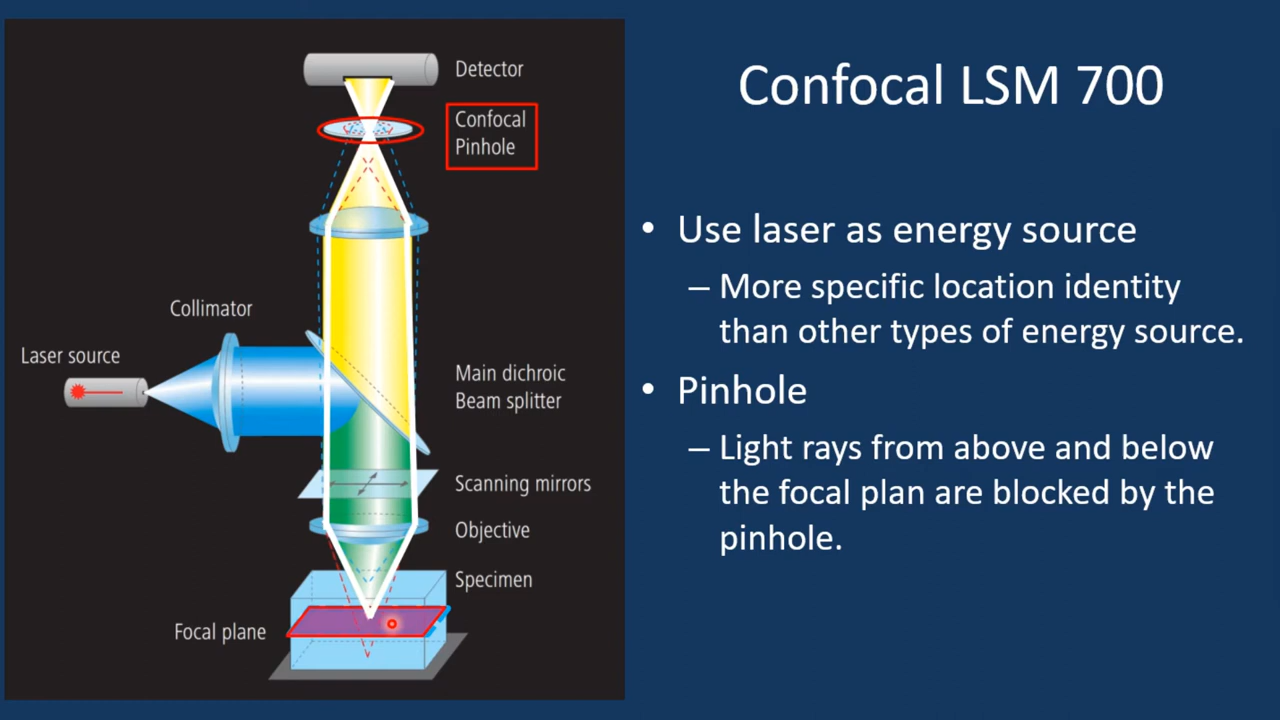 Confocal LSM 700
Detector
Confocal
Pinhole
Collimator
Laser source
Main dichroic
Beam splitter
Scanning mirrors
Objective
Specimen
Focal plane
• Use laser as energy source
– More specific location identity
than other types of energy source.
• Pinhole
– Light rays from above and below
the focal plan are blocked by the
pinhole.